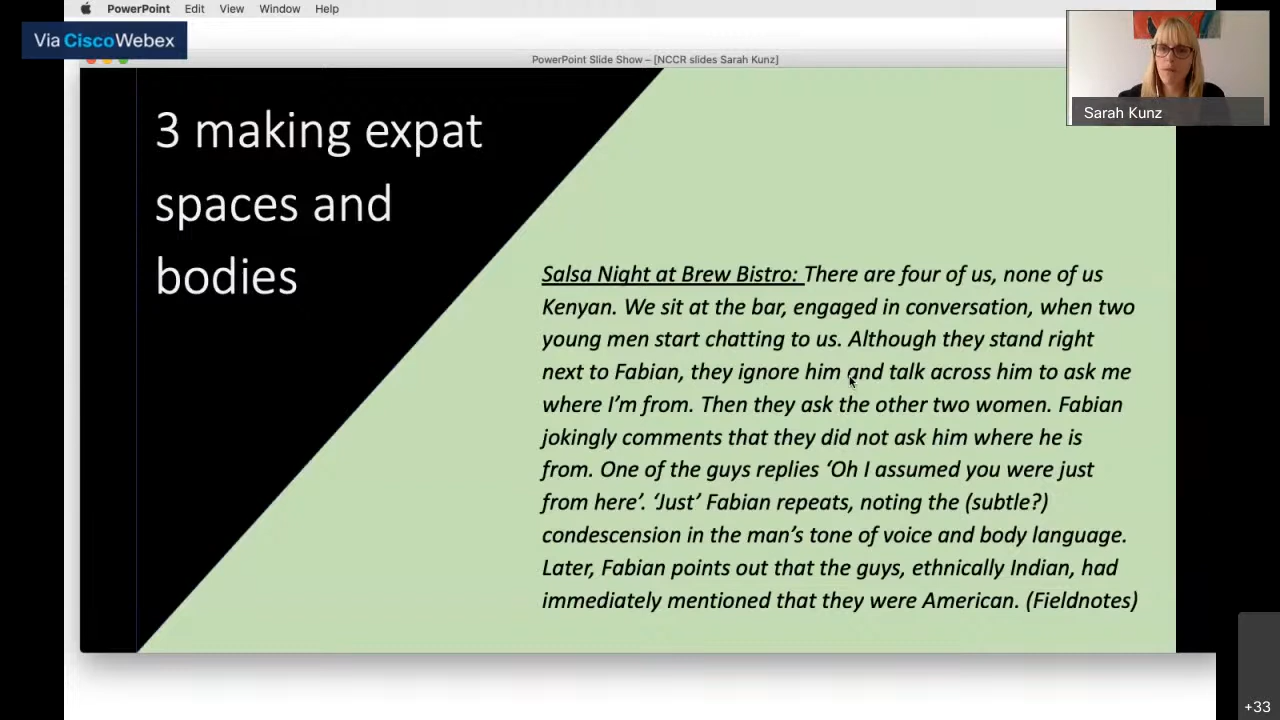 PowerPoint Edit View Window Help
Via Cisco Webex
PowerPoint Slide Show – [NCCR slides Sarah Kunz]
Sarah Kunz
3 making expat
spaces and
bodies
Salsa Night at Brew Bistro: There are four of us, none of us
Kenyan. We sit at the bar, engaged in conversation, when two
young men start chatting to us. Although they stand right
next to Fabian, they ignore him and talk across him to ask me
where I’m from. Then they ask the other two women. Fabian
jokingly comments that they did not ask him where he is
from. One of the guys replies ‘Oh I assumed you were just
from here’. ‘Just’ Fabian repeats, noting the (subtle?)
condescension in the man’s tone of voice and body language.
Later, Fabian points out that the guys, ethnically Indian, had
immediately mentioned that they were American. (Fieldnotes)
+33